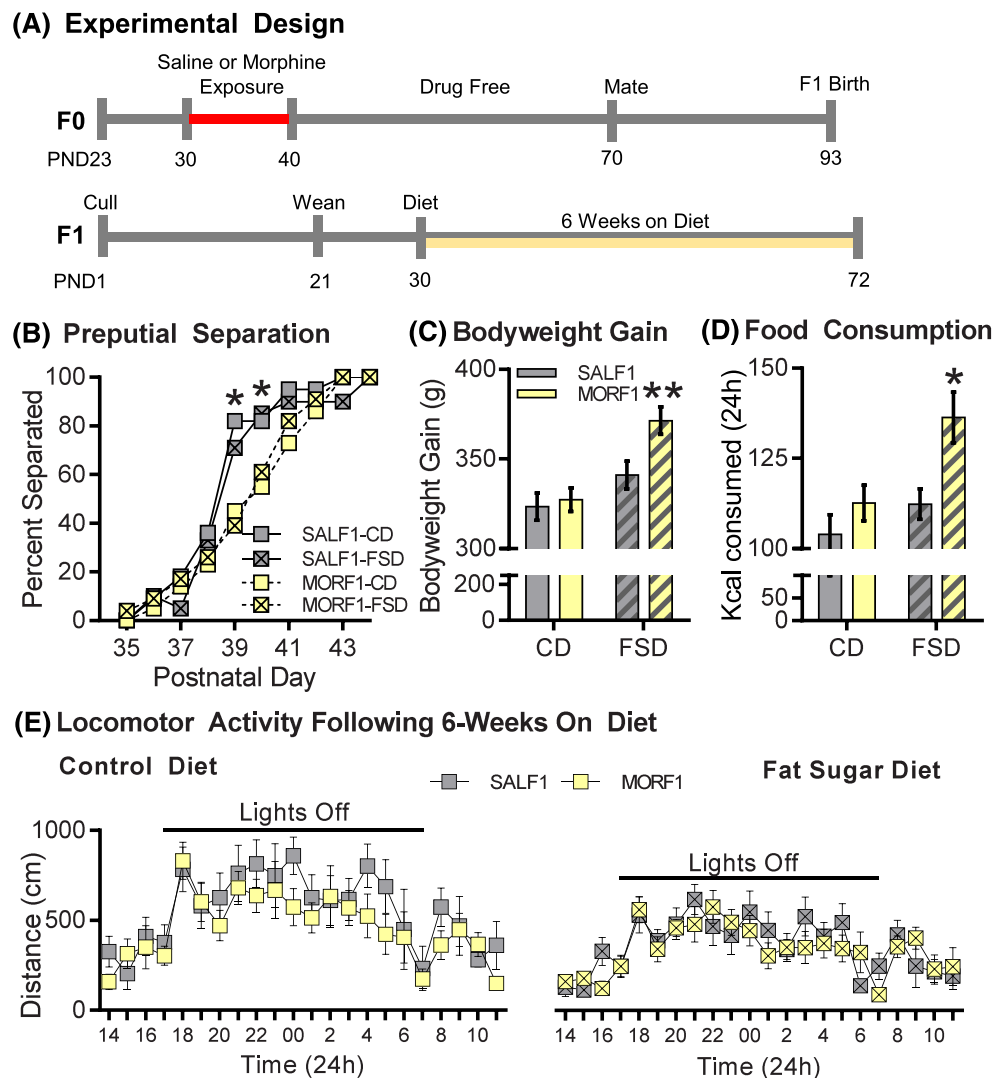 (A) Experimental Design
Saline or Morphine
Exposure
Drug Free
Mate
F1 Birth
F0
PND23
30
40
70
93
Cull
Wean
Diet
6 Weeks on Diet
F1
PND1
21
30
72
(B) Preputial Separation
Percent Separated
100
80
60
40
20
0
* *
SALF1-CD
SALF1-FSD
MORF1-CD
MORF1-FSD
35 37 39 41 43
Postnatal Day
(C) Bodyweight Gain
Bodyweight Gain (g)
400
350
300
200
0
SALF1
MORF1
**
CD FSD
(D) Food Consumption
Kcal consumed (24h)
150
125
100
50
0
*
CD FSD
(E) Locomotor Activity Following 6-Weeks On Diet
Control Diet
SALF1 MORF1
Fat Sugar Diet
Lights Off
Distance (cm)
1000
500
0
14 16 18 20 22 00 2 4 6 8 10
Time (24h)
Lights Off
14 16 18 20 22 00 2 4 6 8 10
Time (24h)